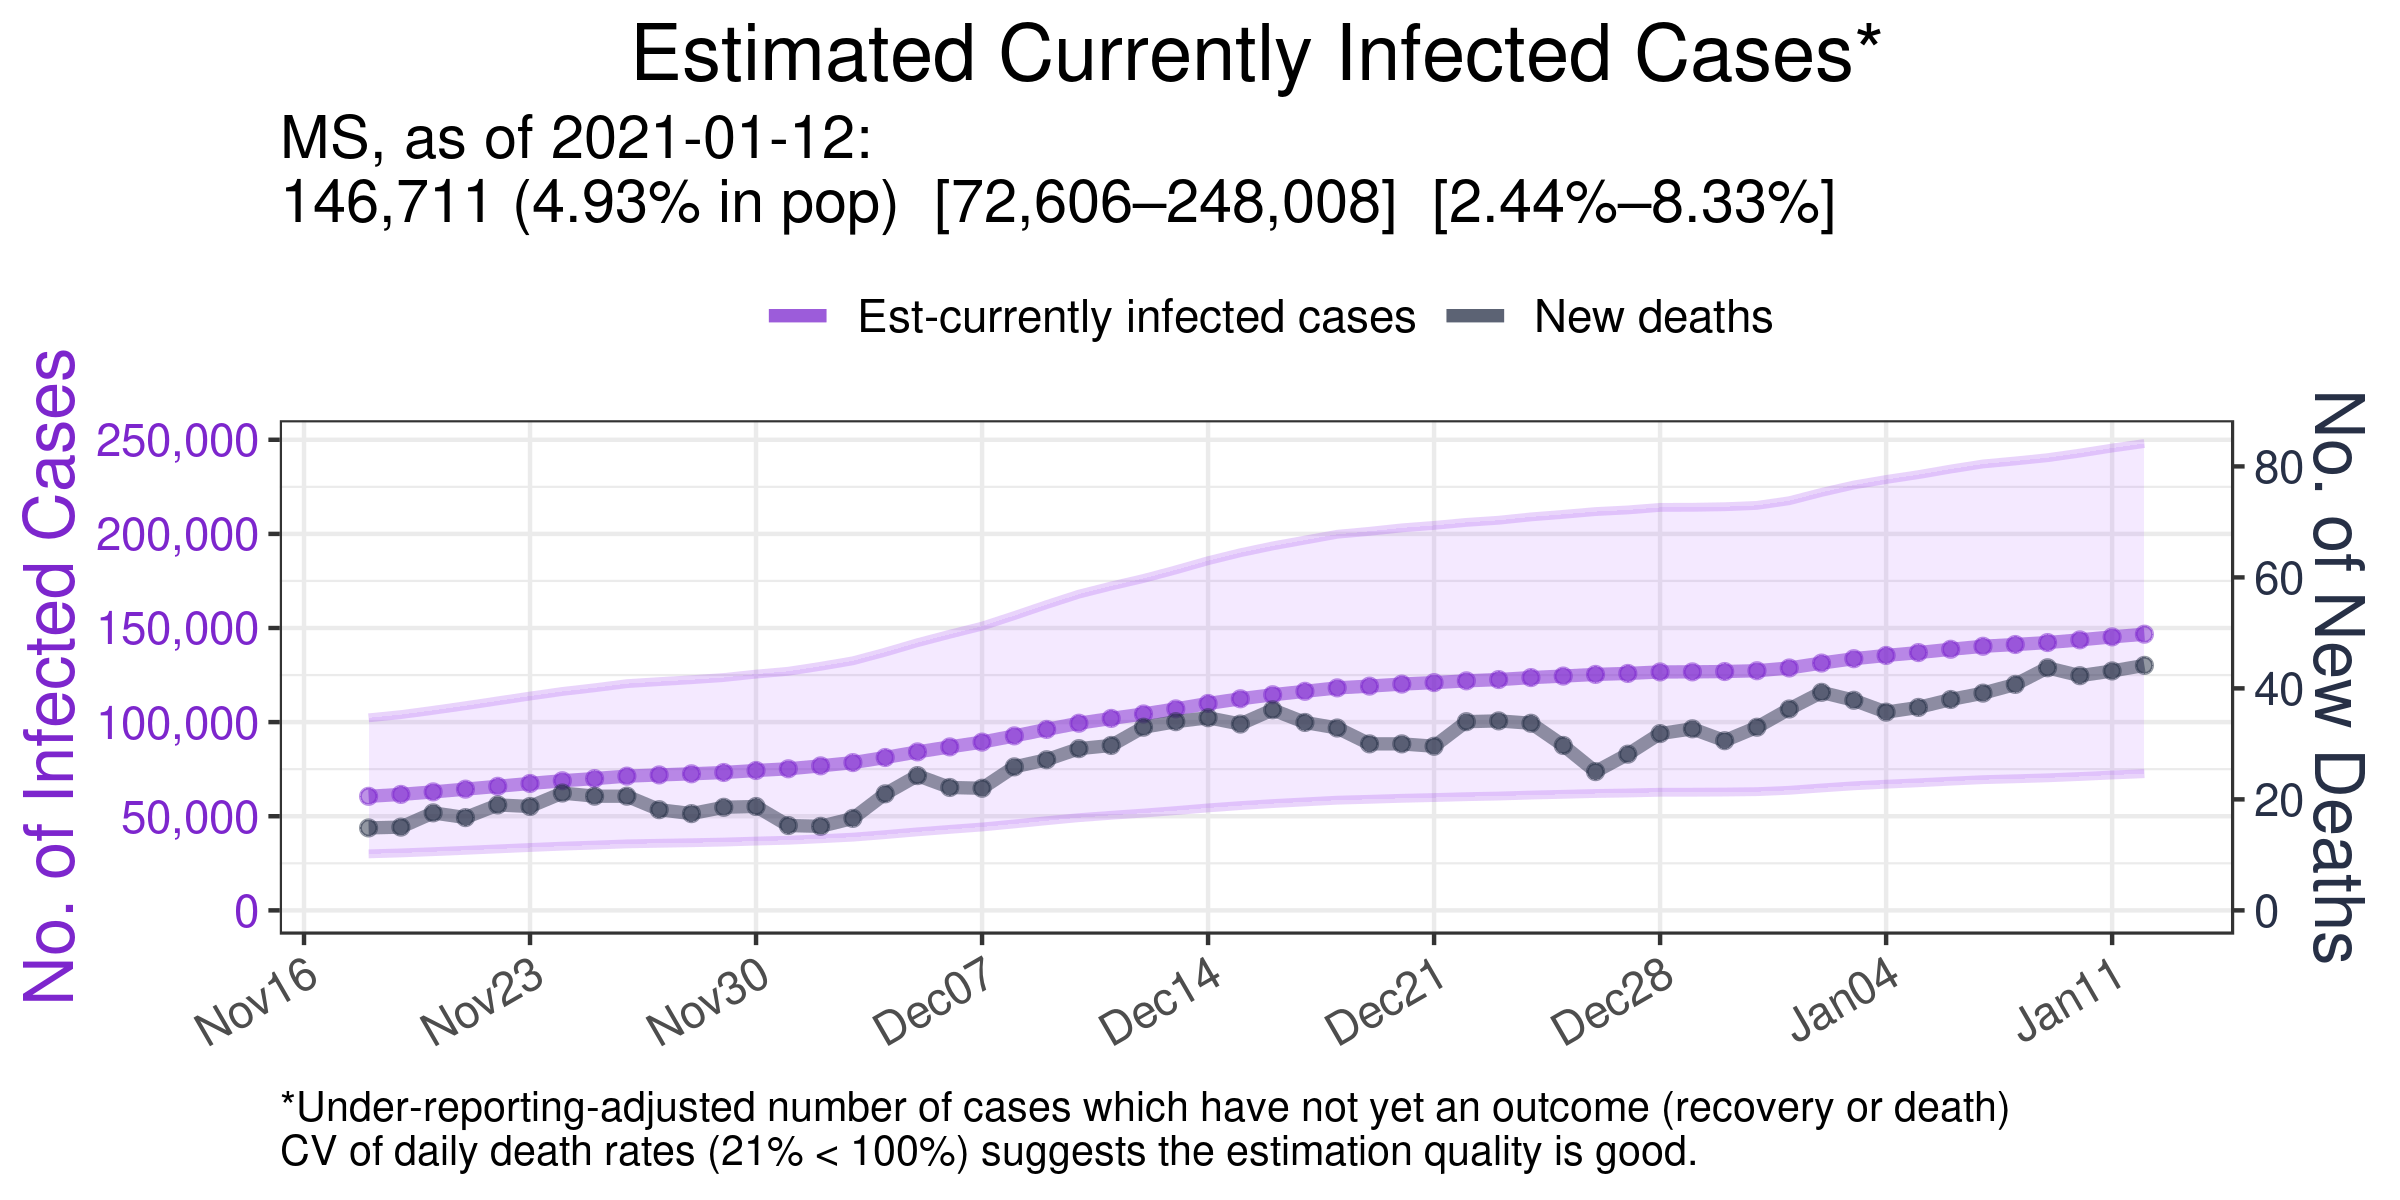 Estimated Currently Infected Cases*
MS, as of 2021-01-12:
146,711 (4.93% in pop)  [72,606–248,008]  [2.44%–8.33%]
Est-currently infected cases
New deaths
No. of Infected Cases
250,000
200,000
150,000
100,000
50,000
0
80
60
40
20
0
No. of New Deaths
Nov16
Nov23
Nov30
Dec07
Dec14
Dec21
Dec28
Jan04
Jan11
*Under-reporting-adjusted number of cases which have not yet an outcome (recovery or death)
CV of daily death rates (21% < 100%) suggests the estimation quality is good.